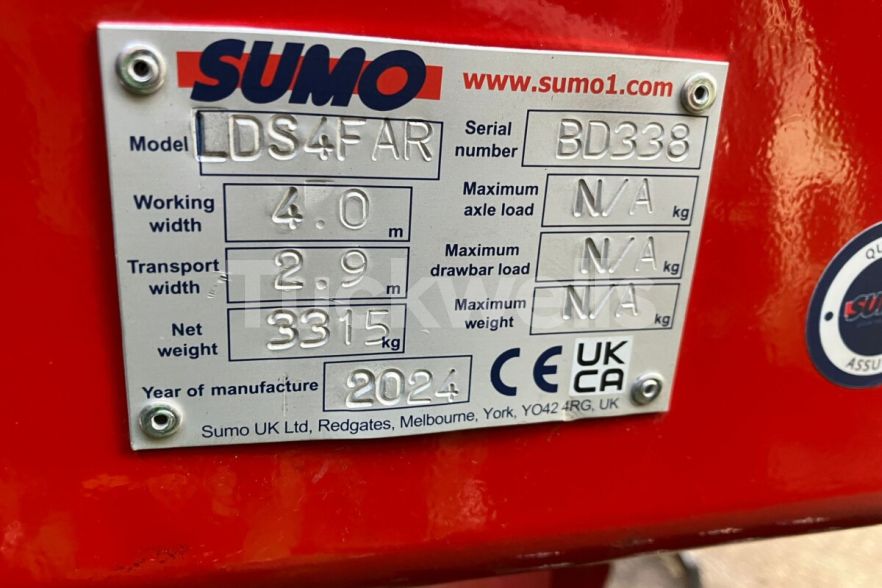 SUMO www.sumo1.com
Model LDS4FAR Serial number BD338
Working width 4.0 m Maximum axle load N/A kg
Transport width 2.9 m Maximum drawbar load N/A kg
Net weight 3315 kg Maximum weight N/A kg
Year of manufacture 2024 CE UK CA
Sumo UK Ltd, Redgates, Melbourne, York, YO42 4RG, UK
Tuckwells
SUMO